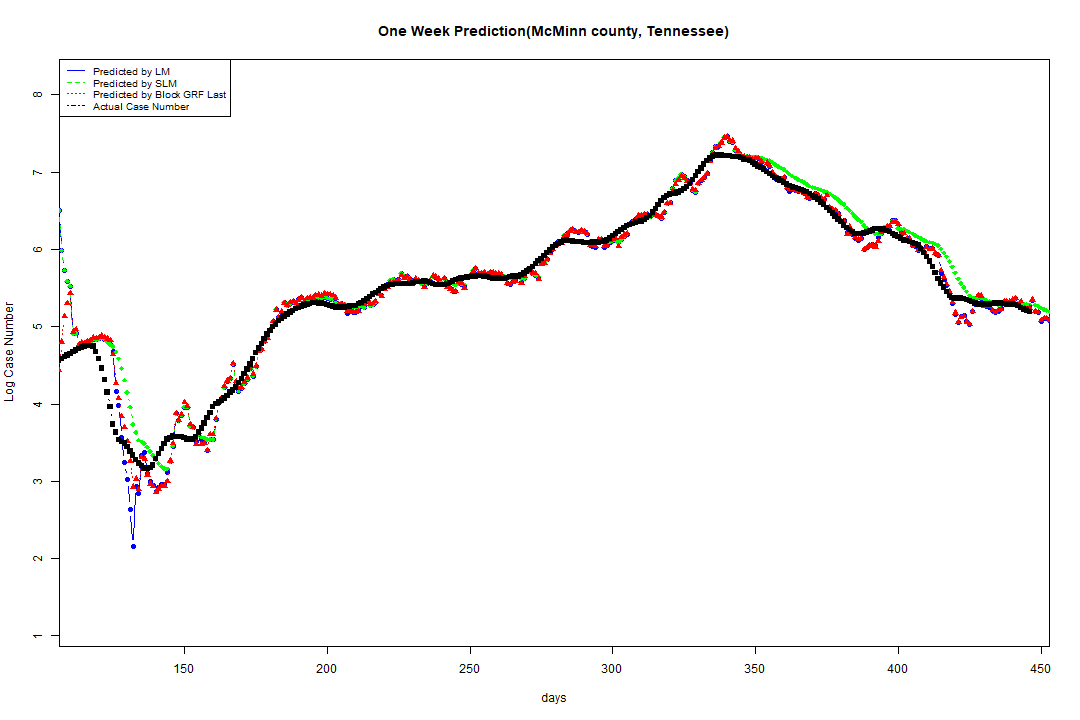 One Week Prediction(McMinn county, Tennessee)
Predicted by LM
Predicted by SLM
Predicted by Block GRF Last
Actual Case Number
8
7
6
5
4
3
2
1
Log Case Number
150 200 250 300 350 400 450
days